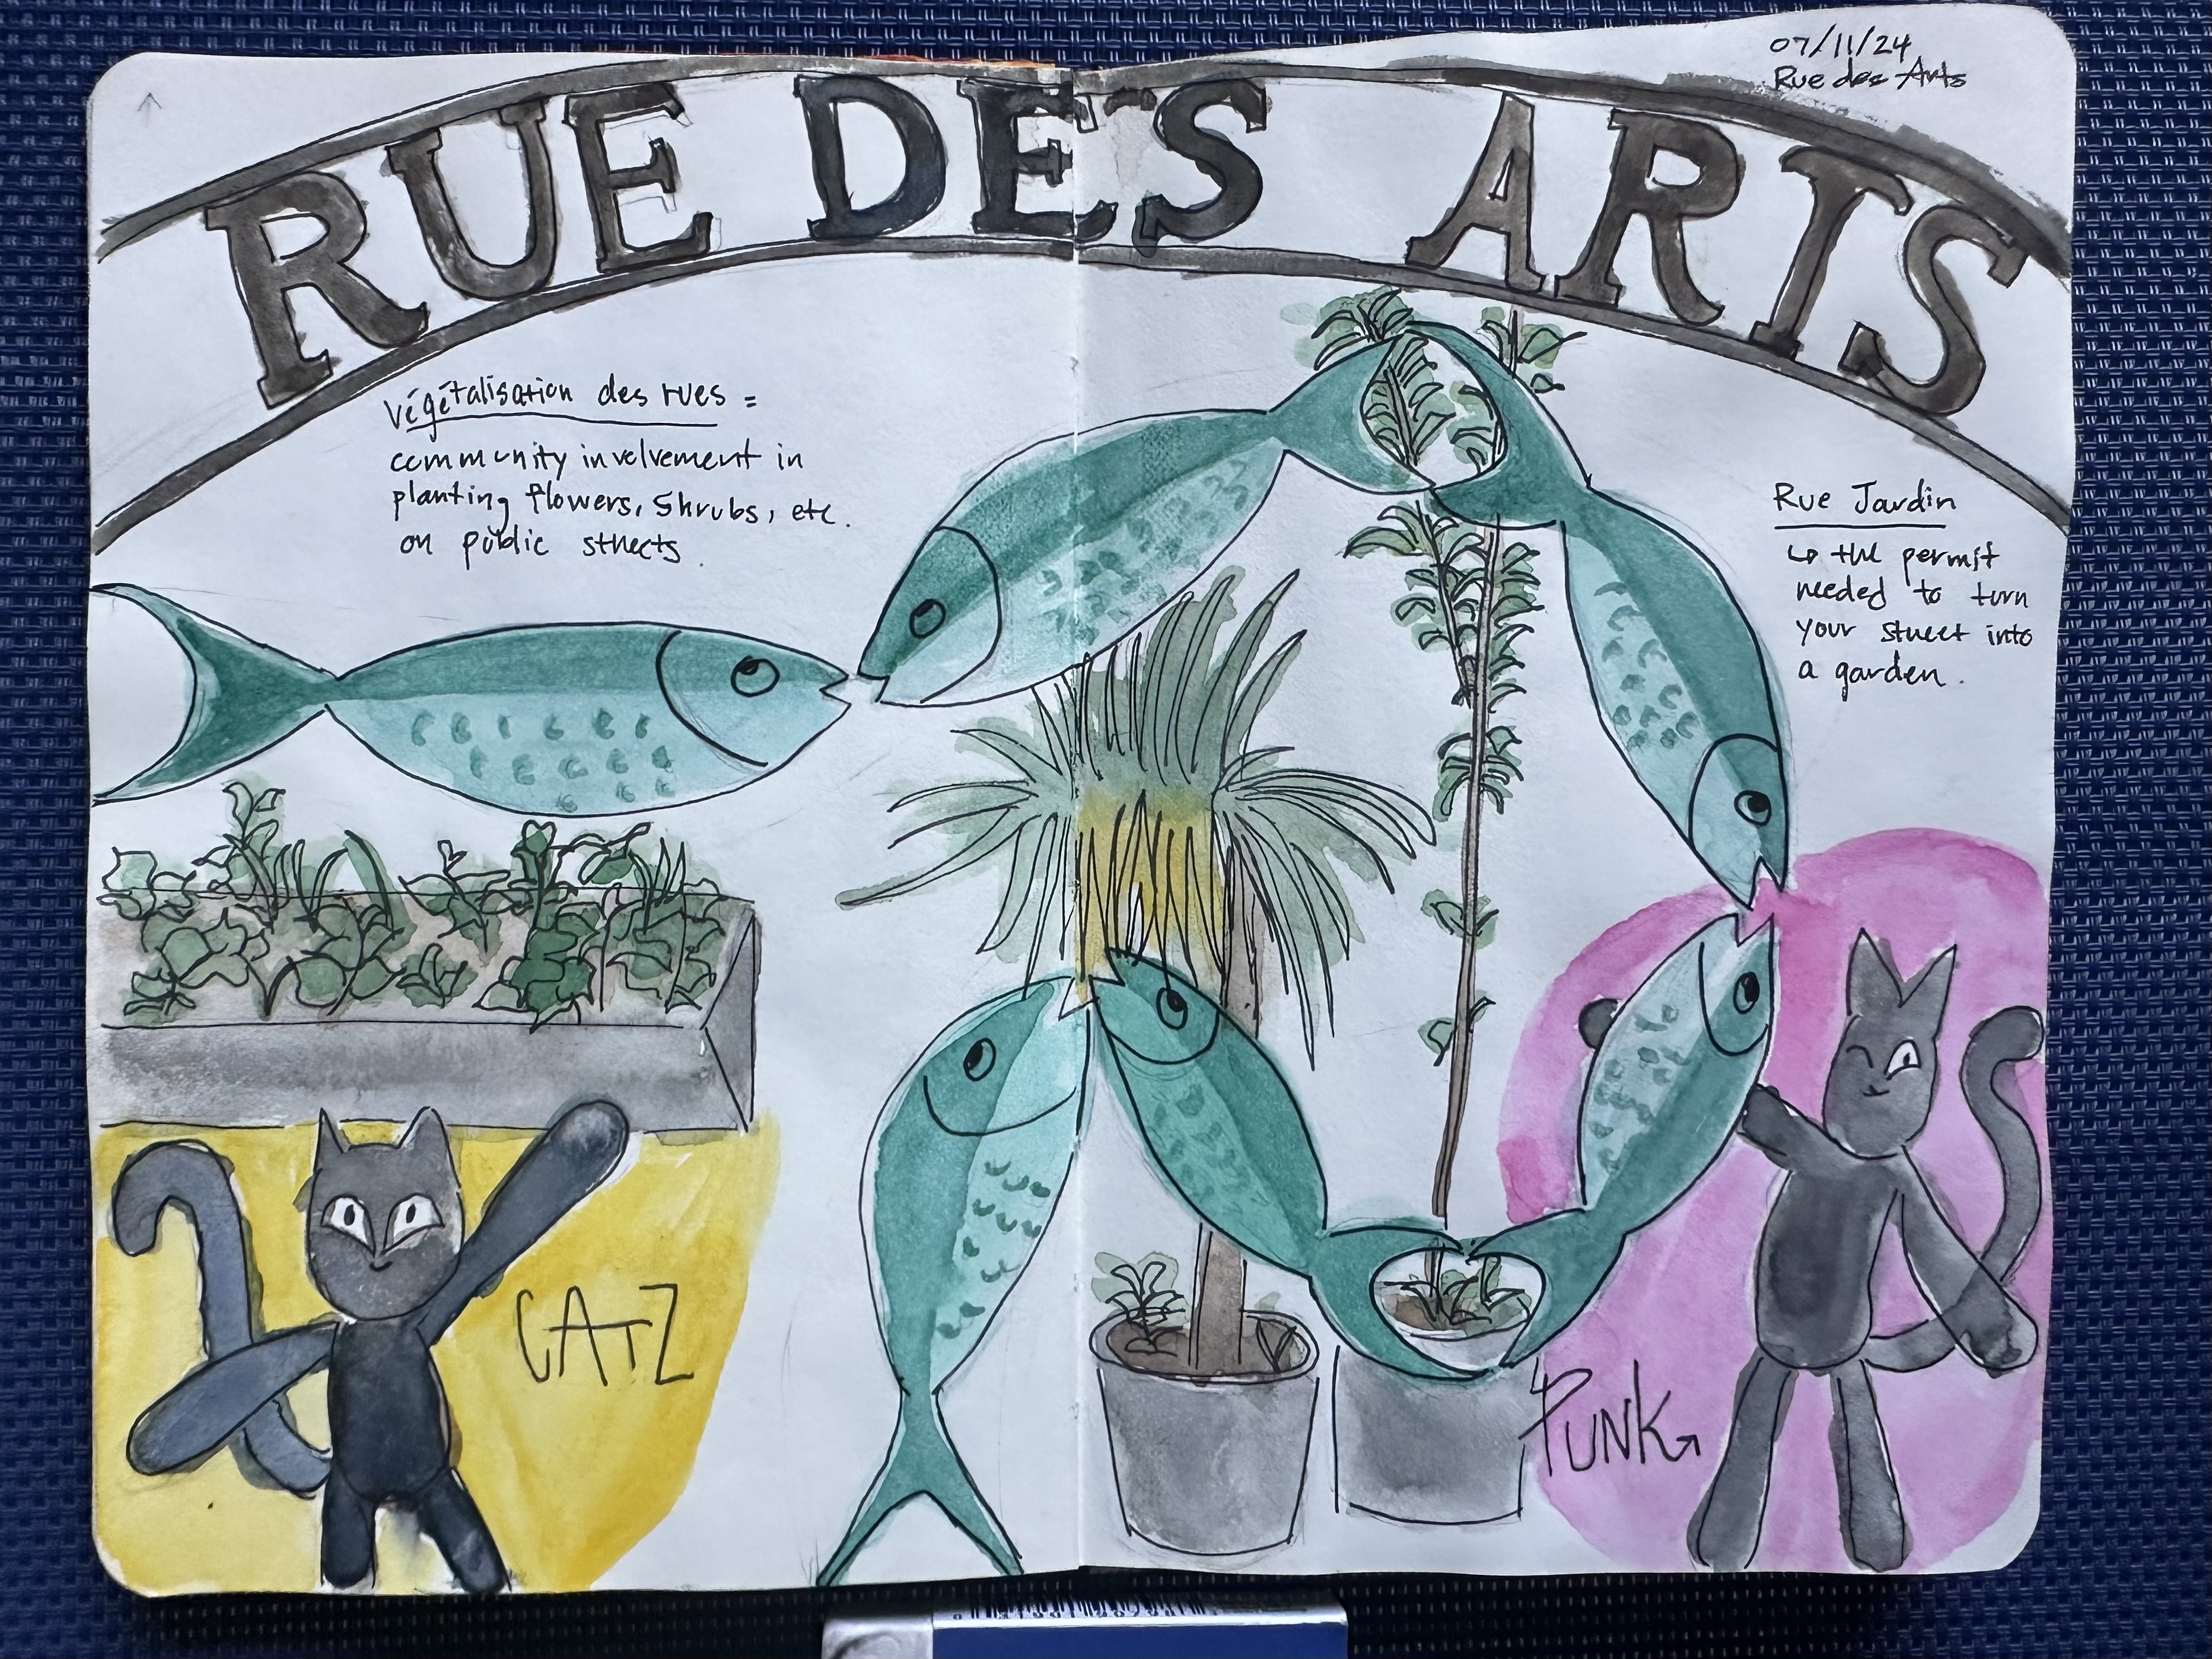 07/11/24
Rue des Arts
RUE DES ARTS
végétalisation des rues =
community involvement in
planting flowers, shrubs, etc.
on public streets.
Rue Jardin
↳ the permit
needed to turn
your street into
a garden.
CATZ
PUNK